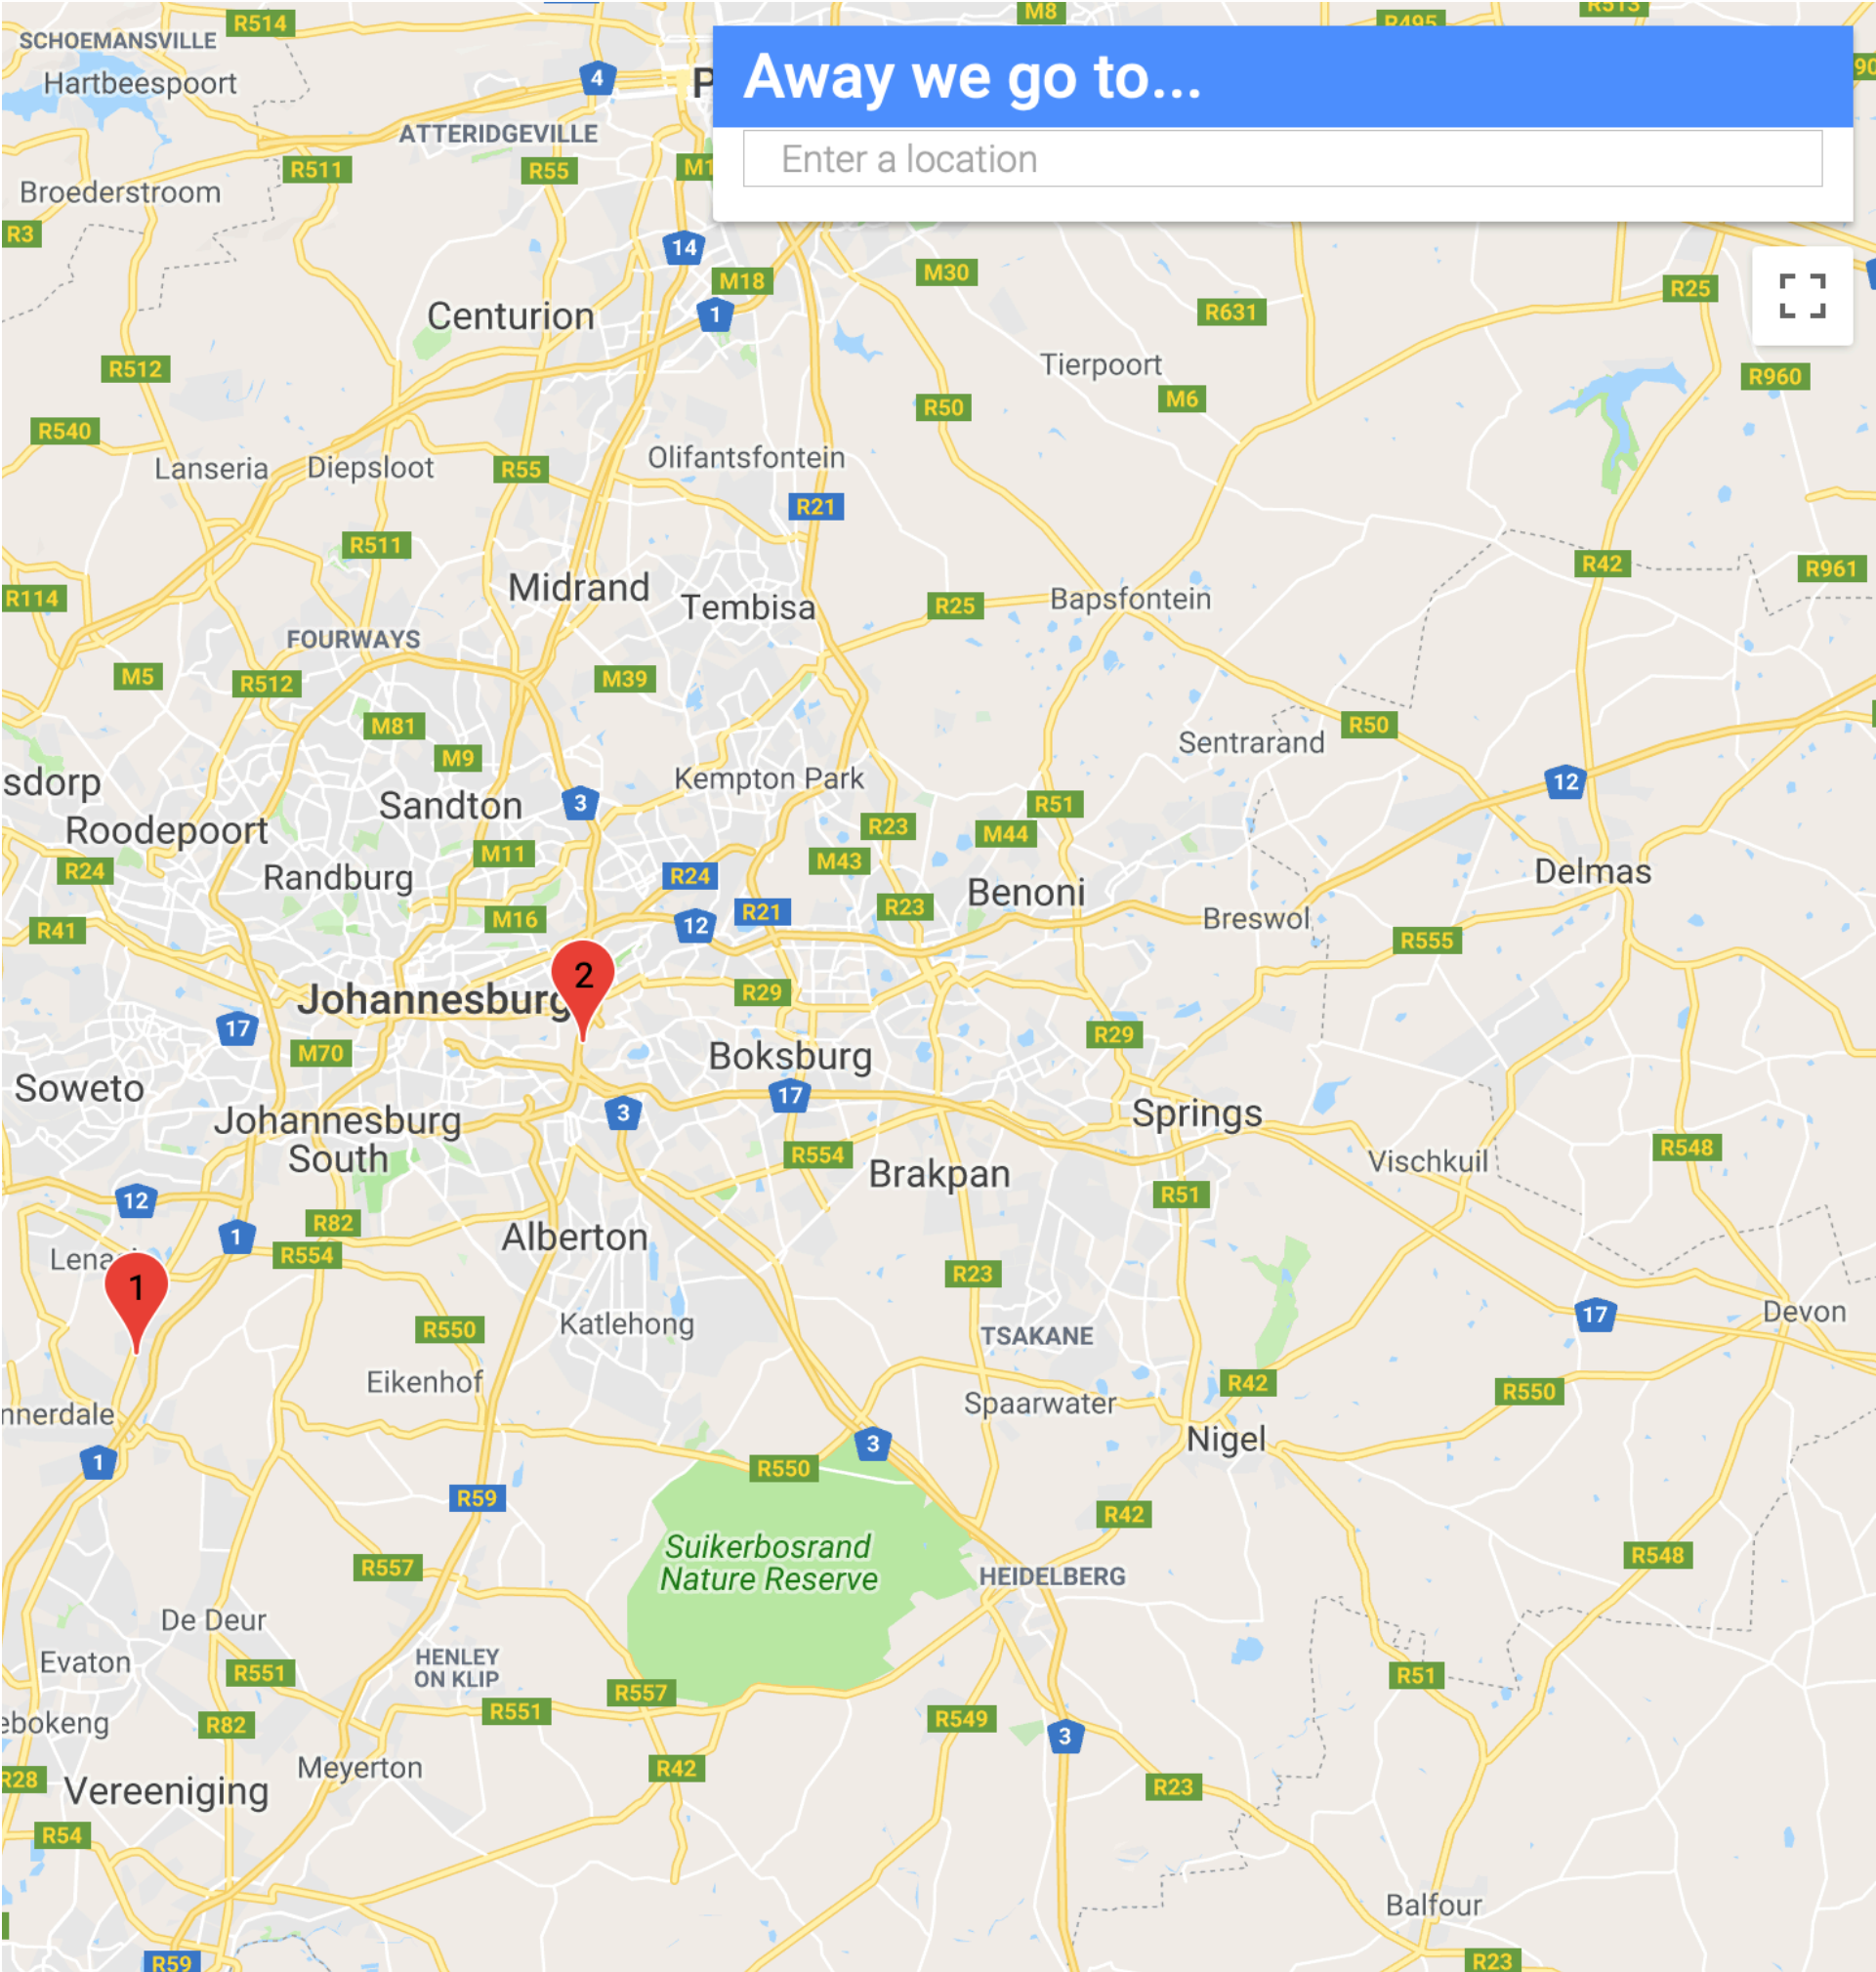 R514
M8
R495
R513
SCHOEMANSVILLE
Hartbeespoort
4
P
Away we go to...
90
ATTERIDGEVILLE
R511
R55
M1
Enter a location
Broederstroom
R3
14
M18
M30
R25
Centurion
1
R631
R512
Tierpoort
R960
M6
R50
R540
Lanseria
Diepsloot
R55
Olifantsfontein
R21
R511
R42
R961
Midrand
R114
Tembisa
R25
Bapsfontein
FOURWAYS
M5
R512
M39
M81
R50
Sentrarand
M9
sdorp
Kempton Park
12
Sandton
3
R51
Roodepoort
R23
M44
M11
M43
R24
Randburg
R24
Delmas
Benoni
M16
R21
R23
Breswol
R41
12
R555
2
Johannesburg
R29
17
R29
M70
Boksburg
Soweto
17
Johannesburg
South
3
Springs
R554
R548
Vischkuil
Brakpan
12
R51
R82
1
Alberton
R554
Lena
R23
1
R550
Katlehong
17
Devon
TSAKANE
Eikenhof
R42
R550
nnerdale
Spaarwater
3
Nigel
1
R550
R59
R42
Suikerbosrand
Nature Reserve
R557
HEIDELBERG
R548
De Deur
Evaton
HENLEY
ON KLIP
R551
R51
R557
R551
ebokeng
R82
R549
3
Meyerton
R42
R28
R23
Vereeniging
R54
Balfour
R59
R23